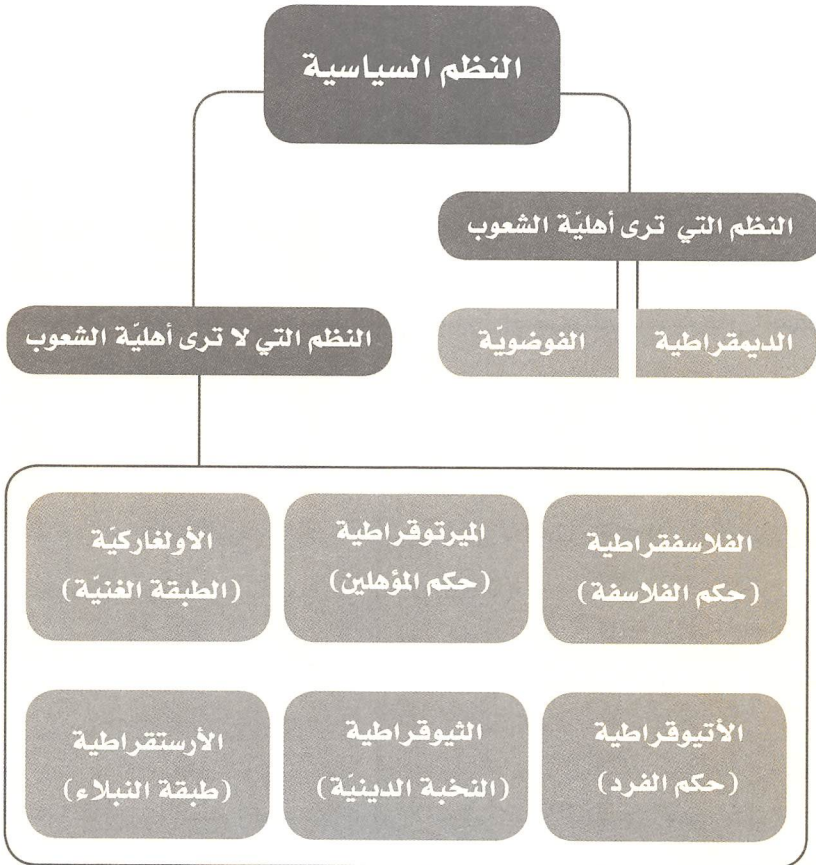 النظم السياسية
النظم التي ترى أهليّة الشعوب
الديمقراطية
الفوضويّة
النظم التي لا ترى أهليّة الشعوب
الفلاسفقراطية
(حكم الفلاسفة)
الميرتوقراطية
(حكم المؤهلين)
الأولغاركيّة
(الطبقة الغنيّة)
الأتيوقراطية
(حكم الفرد)
الثيوقراطية
(النخبة الدينيّة)
الأرستقراطية
(طبقة النبلاء)